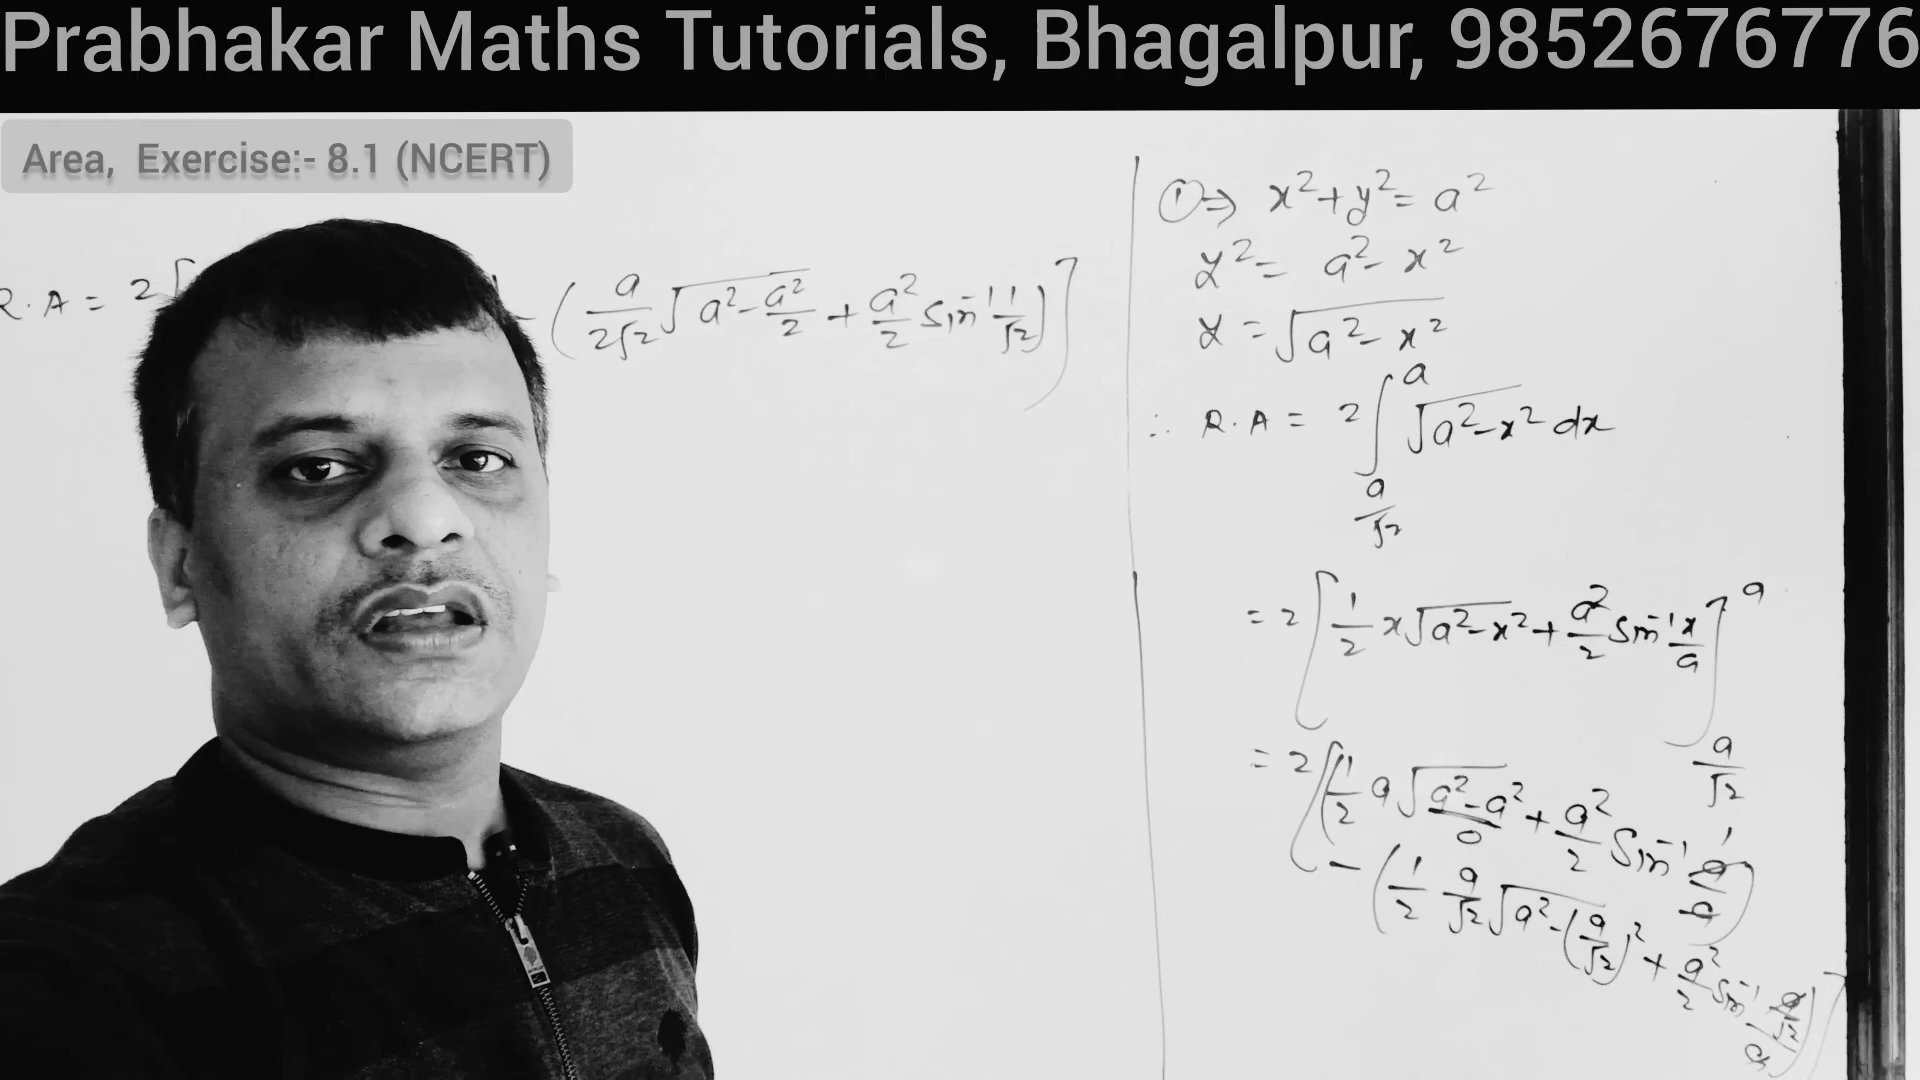 Prabhakar Maths Tutorials, Bhagalpur, 9852676776
Area, Exercise:- 8.1 (NCERT)
R.A = 2[ - (a/2√2 √(a² - a²/2) + a²/2 sin⁻¹ 1/√2)]
① ⇒ x² + y² = a²
y² = a² - x²
y = √(a² - x²)
∴ R.A = 2 ∫_{a/√2}^{a} √(a² - x²) dx
= 2 [1/2 x √(a² - x²) + a²/2 sin⁻¹ x/a]_{a/√2}^{a}
= 2 [(1/2 a √(a² - a²) 0 + a²/2 sin⁻¹ a/a 1)
- (1/2 a/√2 √(a² - (a/√2)²) + a²/2 sin⁻¹ (a/√2)/a)]